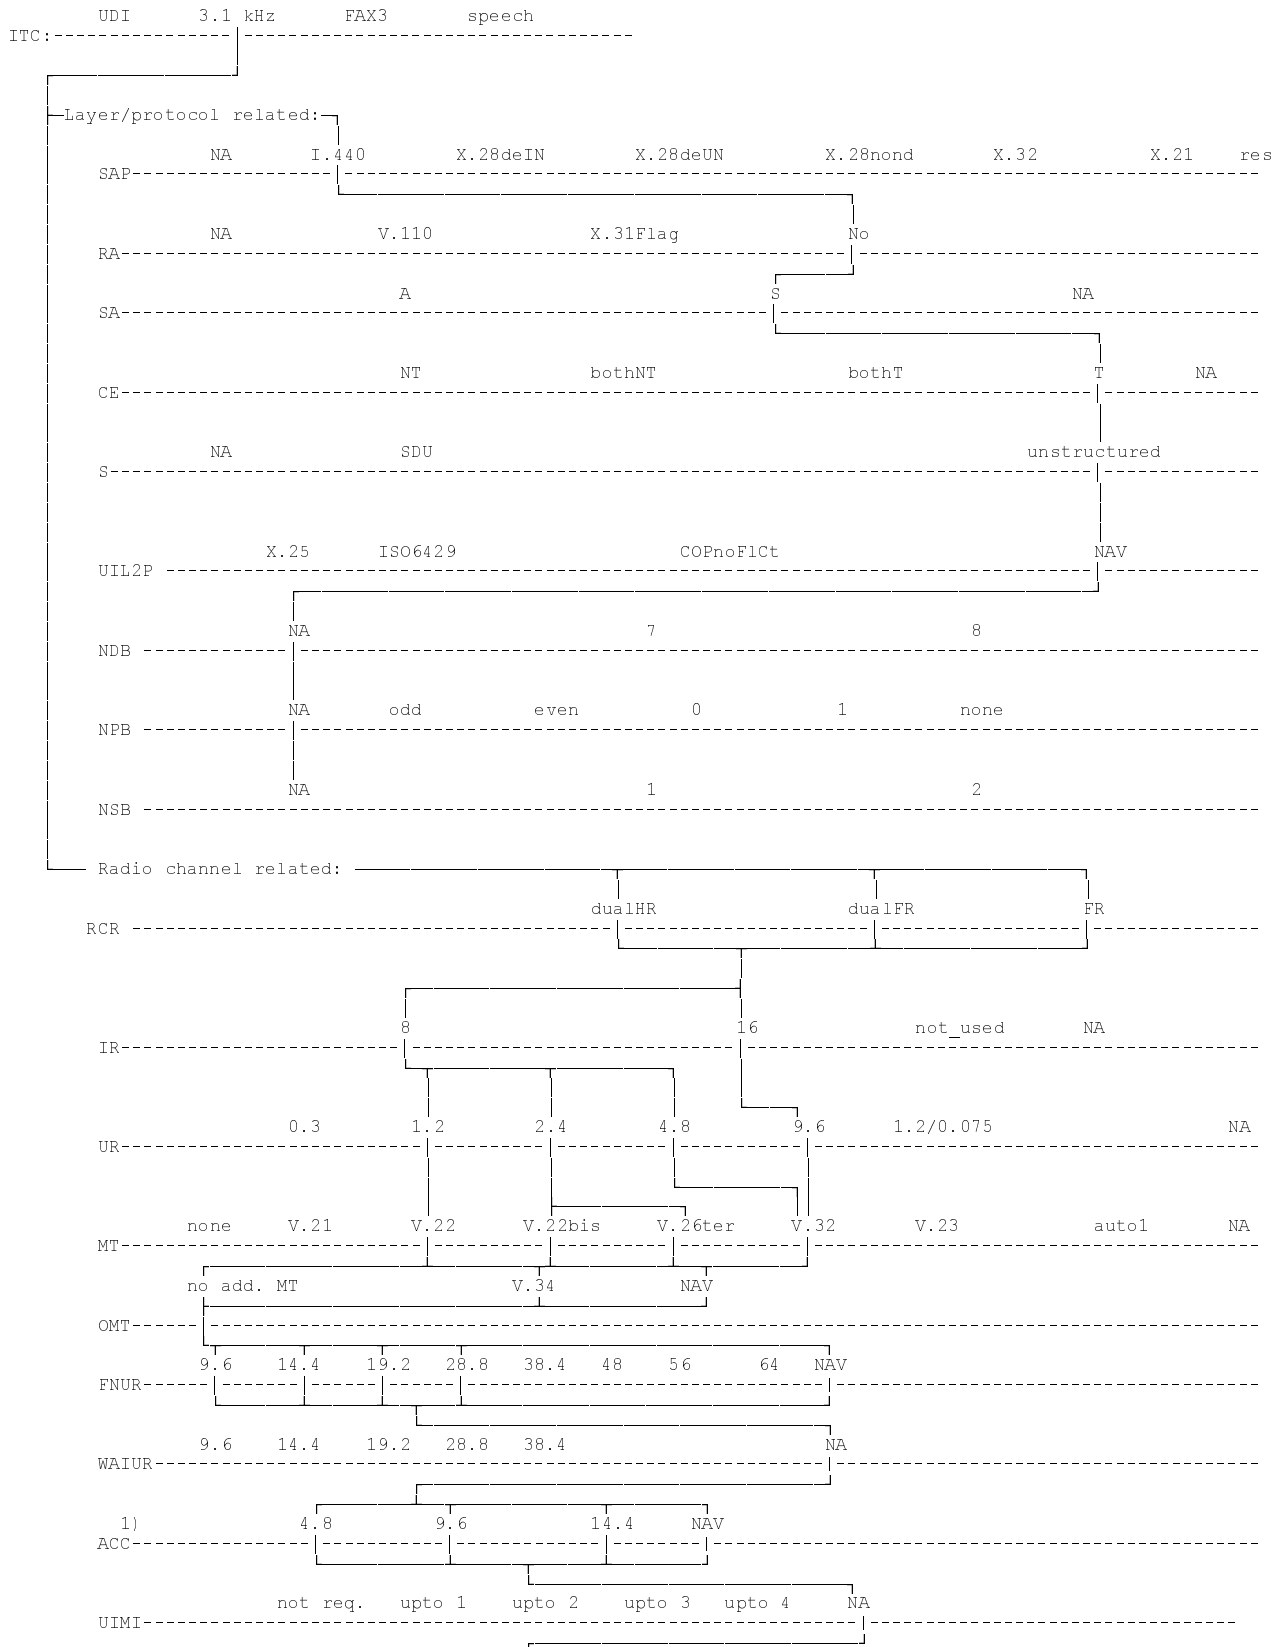 UDI 3.1 kHz FAX3 speech
ITC:
Layer/protocol related:
NA I.440 X.28deIN X.28deUN X.28nond X.32 X.21 res
SAP
NA V.110 X.31Flag No
RA
A S NA
SA
NT bothNT bothT T NA
CE
NA SDU unstructured
S
X.25 ISO6429 COPnoFlCt NAV
UIL2P
NA 7 8
NDB
NA odd even 0 1 none
NPB
NA 1 2
NSB
Radio channel related:
dualHR dualFR FR
RCR
8 16 not_used NA
IR
0.3 1.2 2.4 4.8 9.6 1.2/0.075 NA
UR
none V.21 V.22 V.22bis V.26ter V.32 V.23 auto1 NA
MT
no add. MT V.34 NAV
OMT
9.6 14.4 19.2 28.8 38.4 48 56 64 NAV
FNUR
9.6 14.4 19.2 28.8 38.4 NA
WAIUR
1) 4.8 9.6 14.4 NAV
ACC
not req. upto 1 upto 2 upto 3 upto 4 NA
UIMI